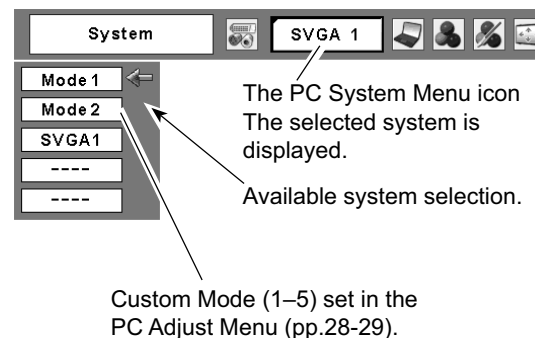 System
SVGA 1
Mode 1
Mode 2
SVGA1
----
----
The PC System Menu icon
The selected system is
displayed.
Available system selection.
Custom Mode (1–5) set in the
PC Adjust Menu (pp.28-29).